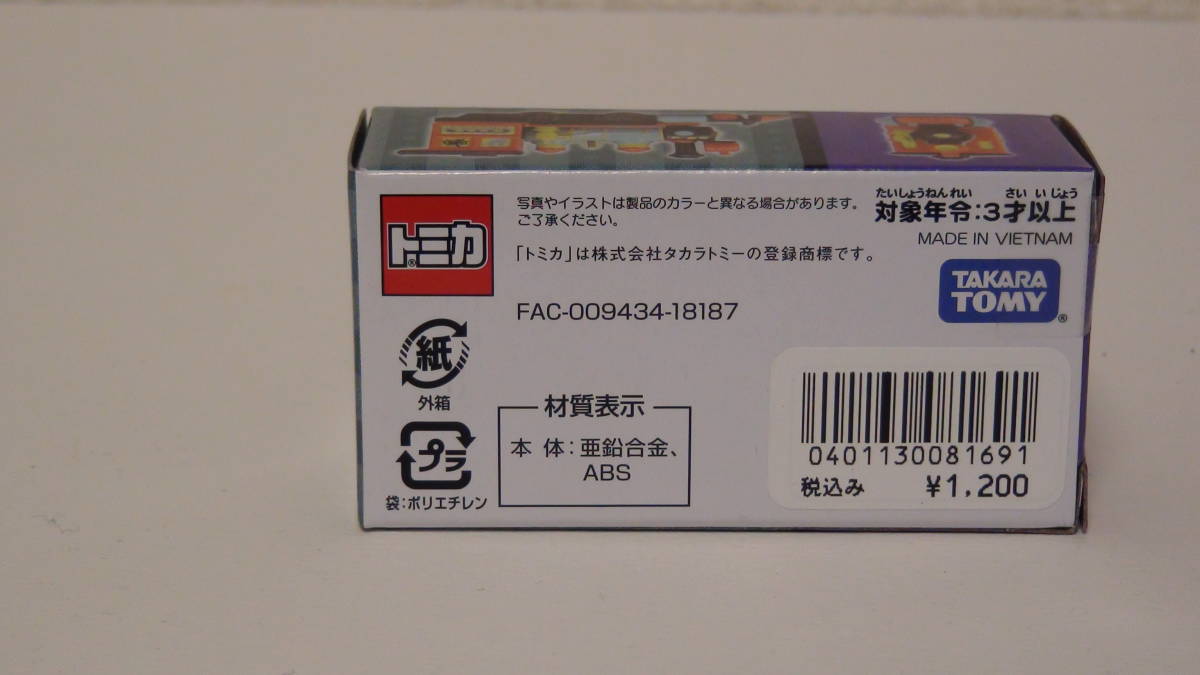 トミカ®
写真やイラストは製品のカラーと異なる場合があります。
ご了承ください。
「トミカ」は株式会社タカラトミーの登録商標です。
FAC-009434-18187
たいしょうねんれい さいいじょう
対象年令:3才以上
MADE IN VIETNAM
TAKARA
TOMY®
紙
外箱
プラ
袋:ポリエチレン
材質表示
本 体:亜鉛合金、
ABS
0401130081691
税込み ¥1,200